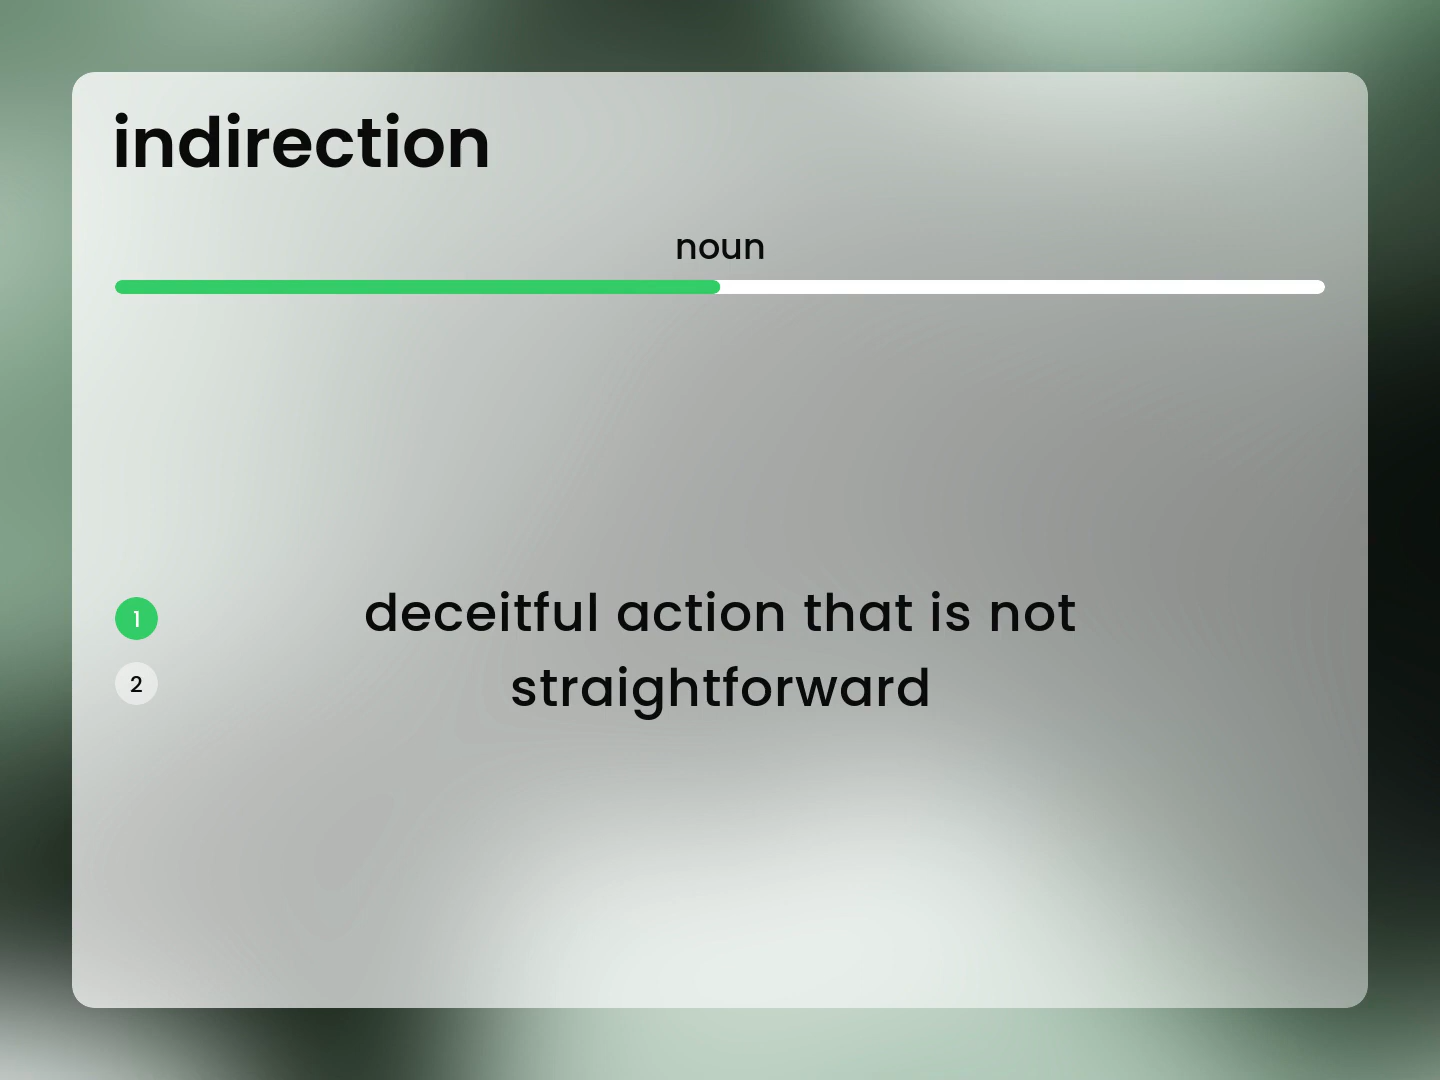 indirection
noun
1
deceitful action that is not
straightforward
2